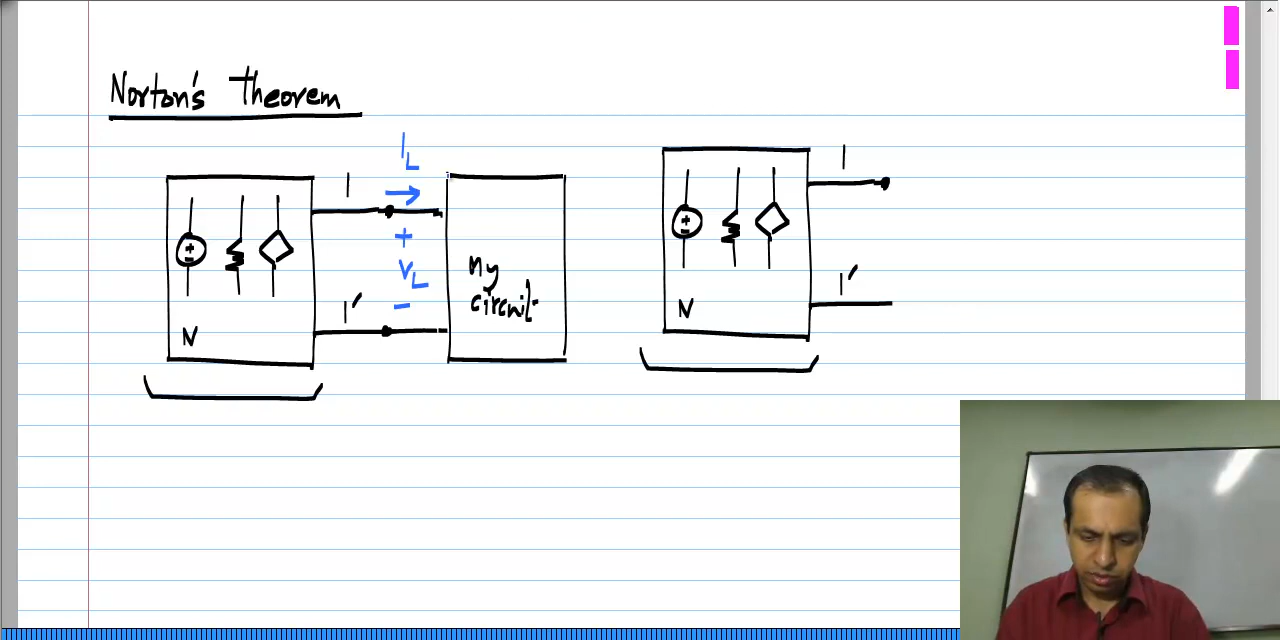 Norton's Theorem
I_L
1
+
V_L
-
1'
N
My
circuit
1
1'
N